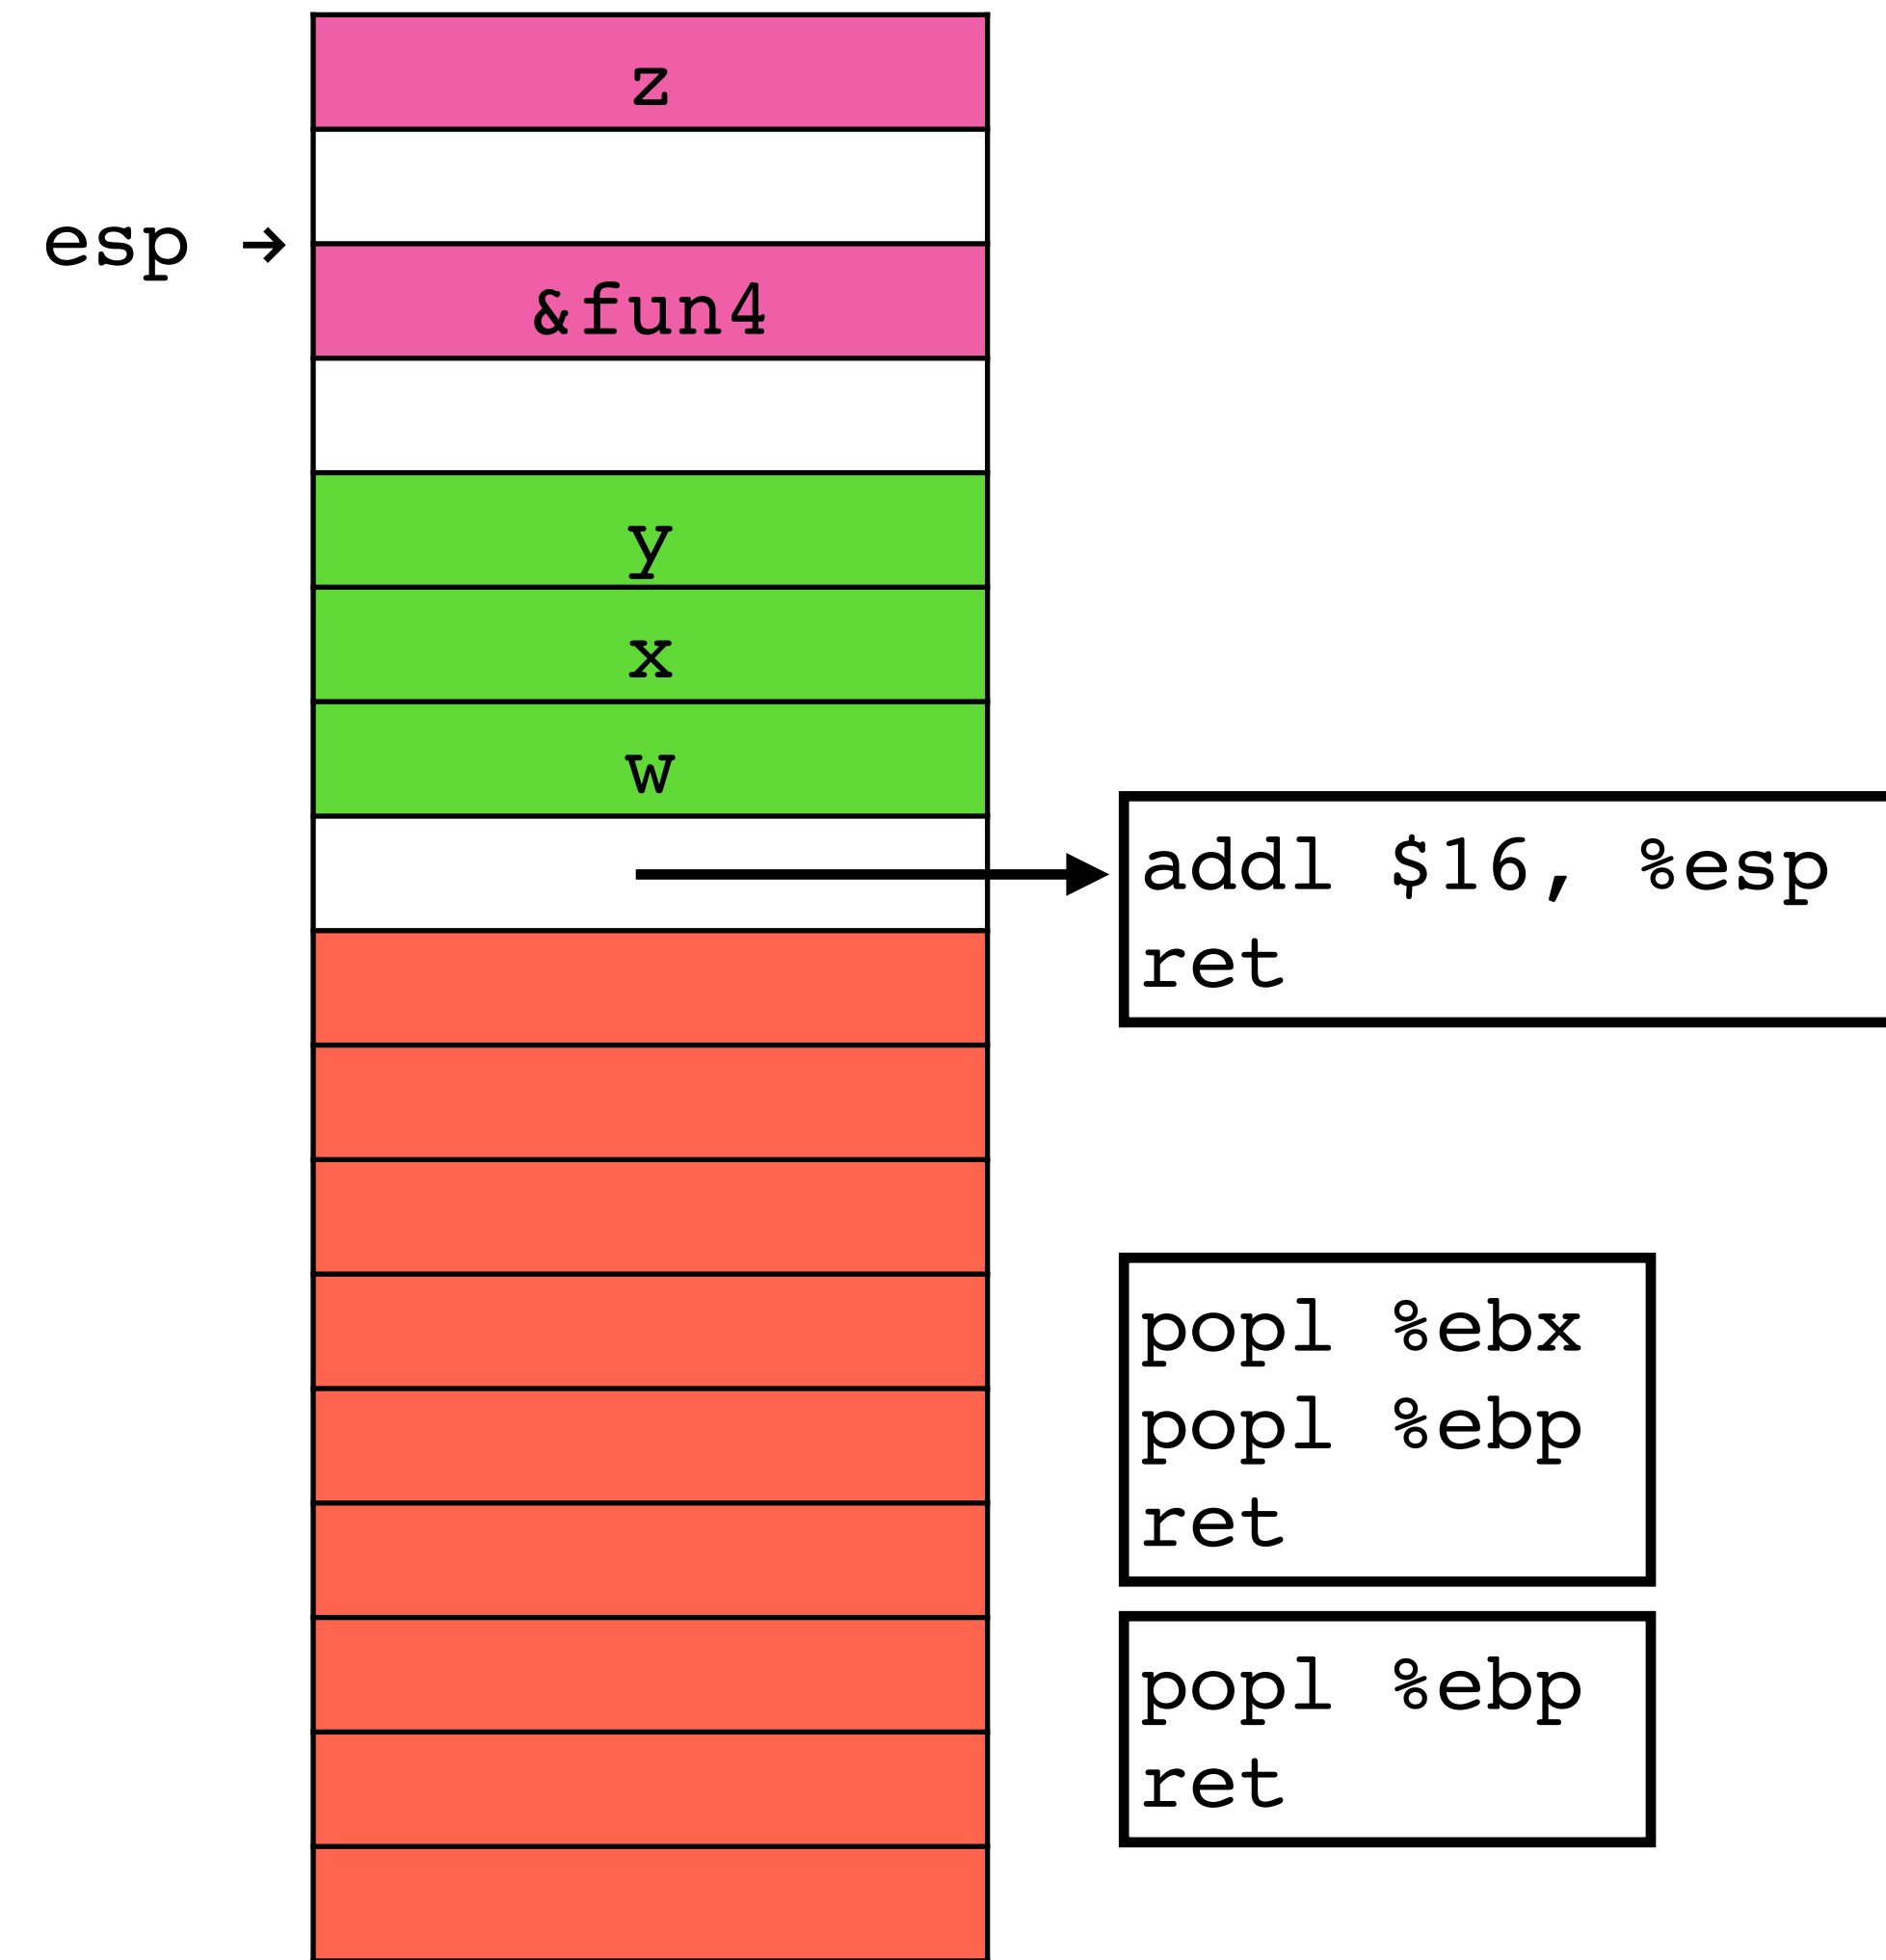 z
esp →
&fun4
y
x
w
addl $16, %esp
ret
popl %ebx
popl %ebp
ret
popl %ebp
ret